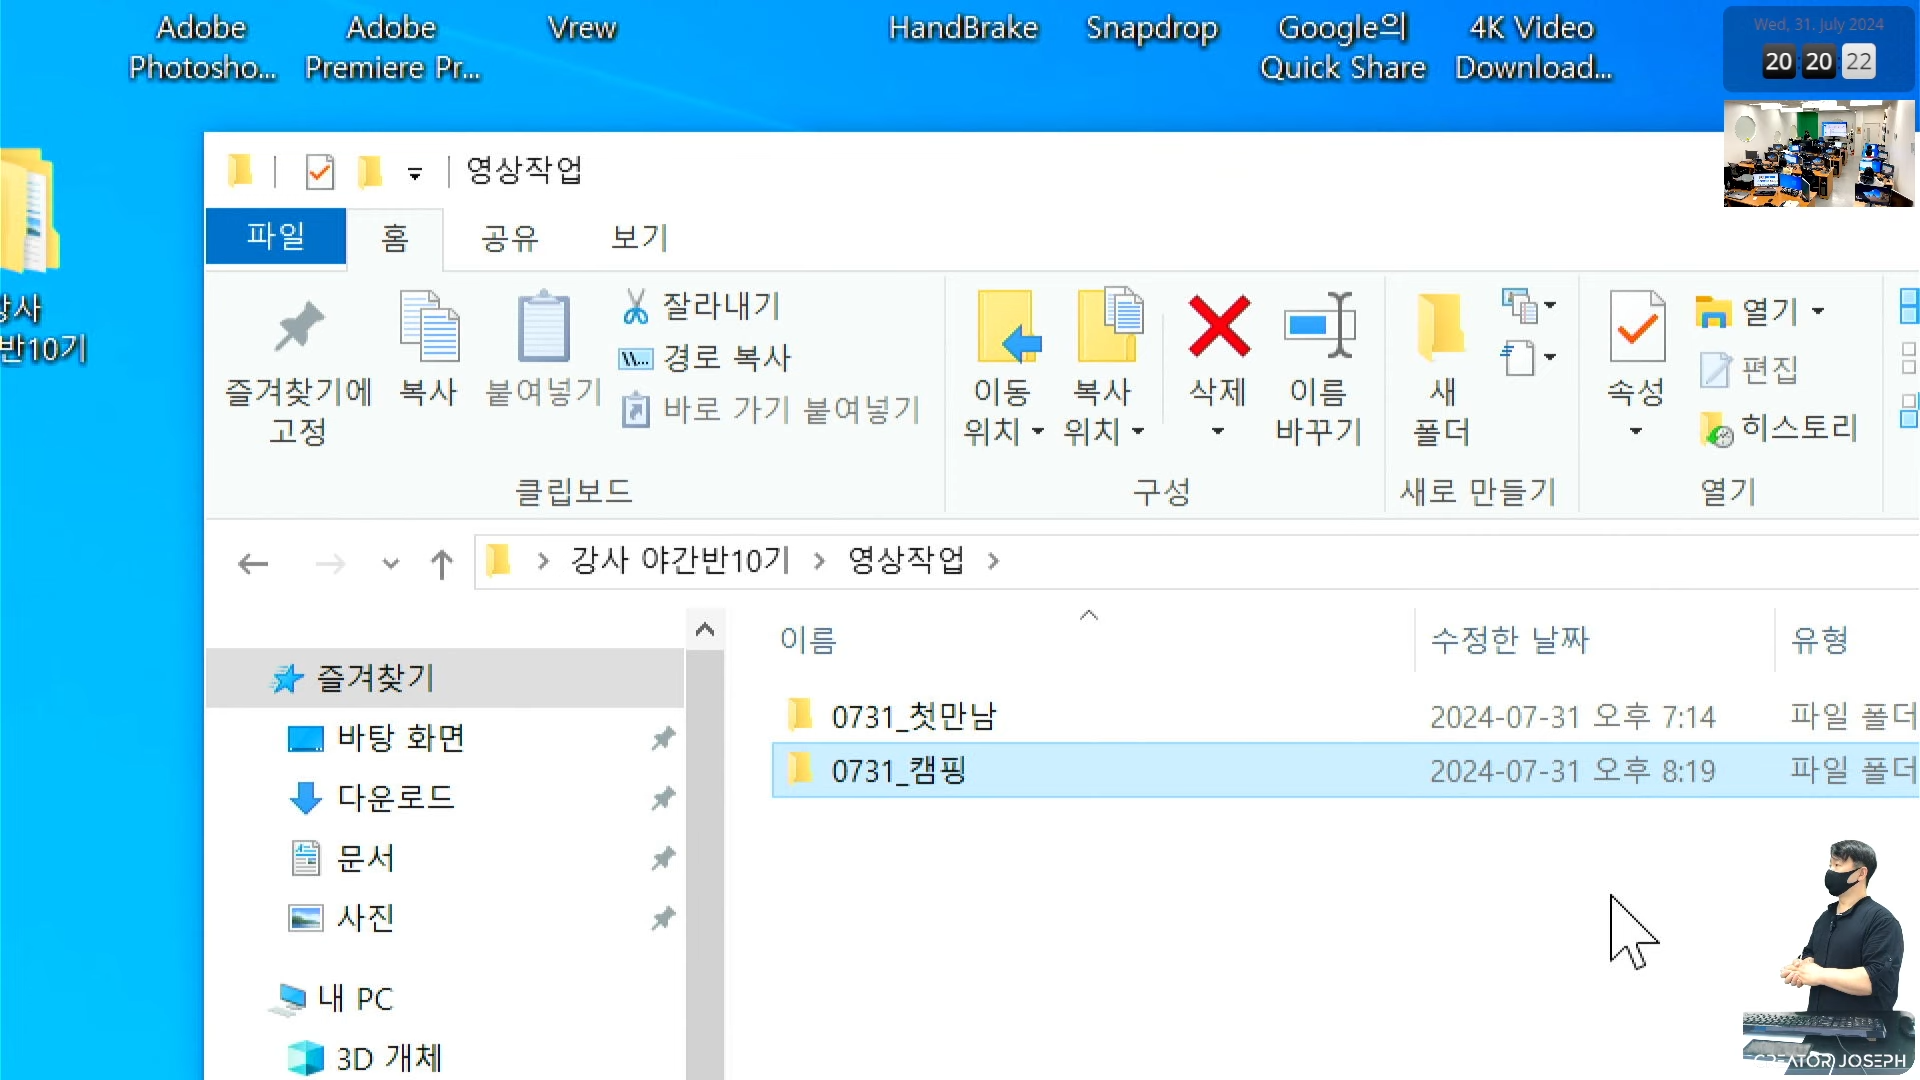 Adobe
Photosho...
Adobe
Premiere Pr...
Vrew
HandBrake
Snapdrop
Google의
Quick Share
4K Video
Download...
Wed, 31. July 2024
20 20 22
반10기
영상작업
파일
홈
공유
보기
즐겨찾기에
고정
복사
붙여넣기
잘라내기
경로 복사
바로 가기 붙여넣기
클립보드
이동
위치
복사
위치
삭제
이름
바꾸기
구성
새
폴더
새로 만들기
속성
열기
편집
히스토리
열기
강사 야간반10기
영상작업
이름
수정한 날짜
유형
0731_첫만남
2024-07-31 오후 7:14
파일 폴더
0731_캠핑
2024-07-31 오후 8:19
파일 폴더
즐겨찾기
바탕 화면
다운로드
문서
사진
내 PC
3D 개체
CREATOR JOSEPH